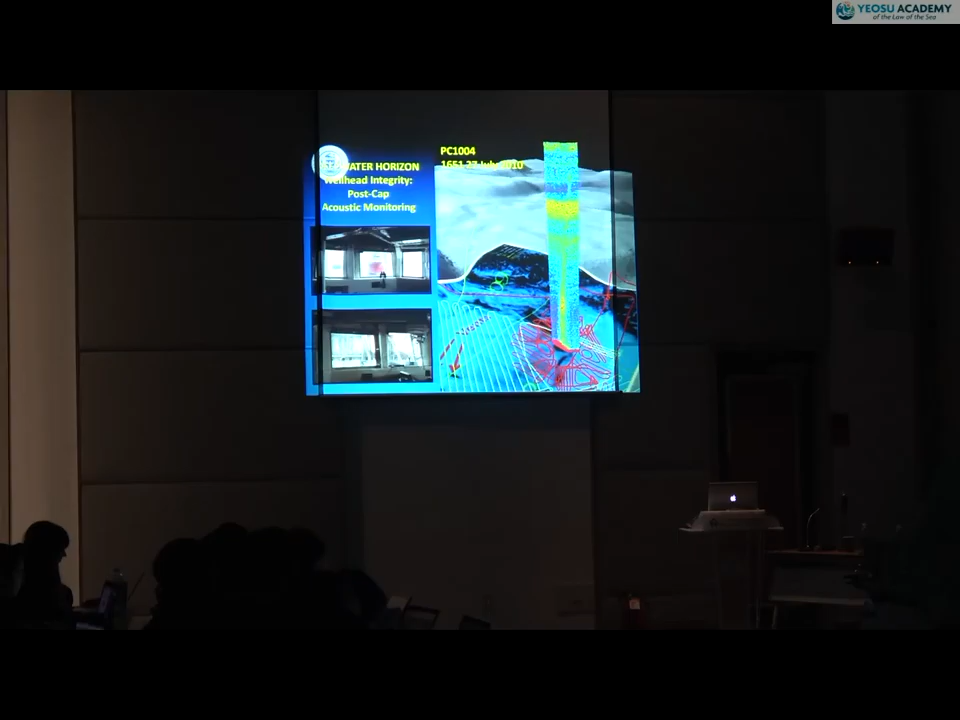 YEOSU ACADEMY
of the Law of the Sea
PC1004
WATER HORIZON
Wellhead Integrity:
Post-Cap
Acoustic Monitoring